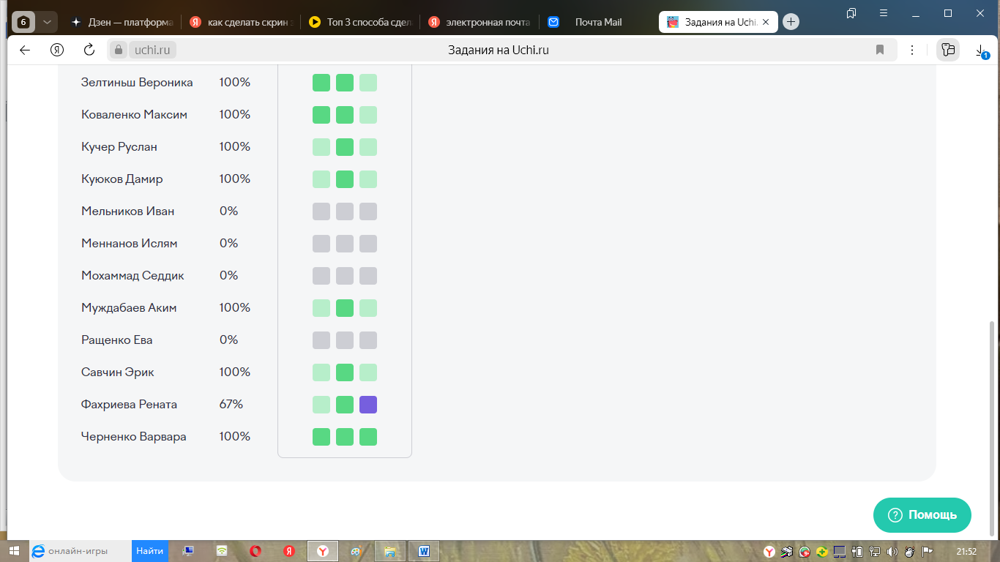 6
Дзен — платформа
как сделать скрин э
Топ 3 способа сдел
электронная почта
Почта Mail
Задания на Uchi.
uchi.ru
Задания на Uchi.ru
1
Зелтиньш Вероника 100%
Коваленко Максим 100%
Кучер Руслан 100%
Куюков Дамир 100%
Мельников Иван 0%
Меннанов Ислям 0%
Мохаммад Седдик 0%
Муждабаев Аким 100%
Ращенко Ева 0%
Савчин Эрик 100%
Фахриева Рената 67%
Черненко Варвара 100%
Помощь
онлайн-игры
Найти
21:52